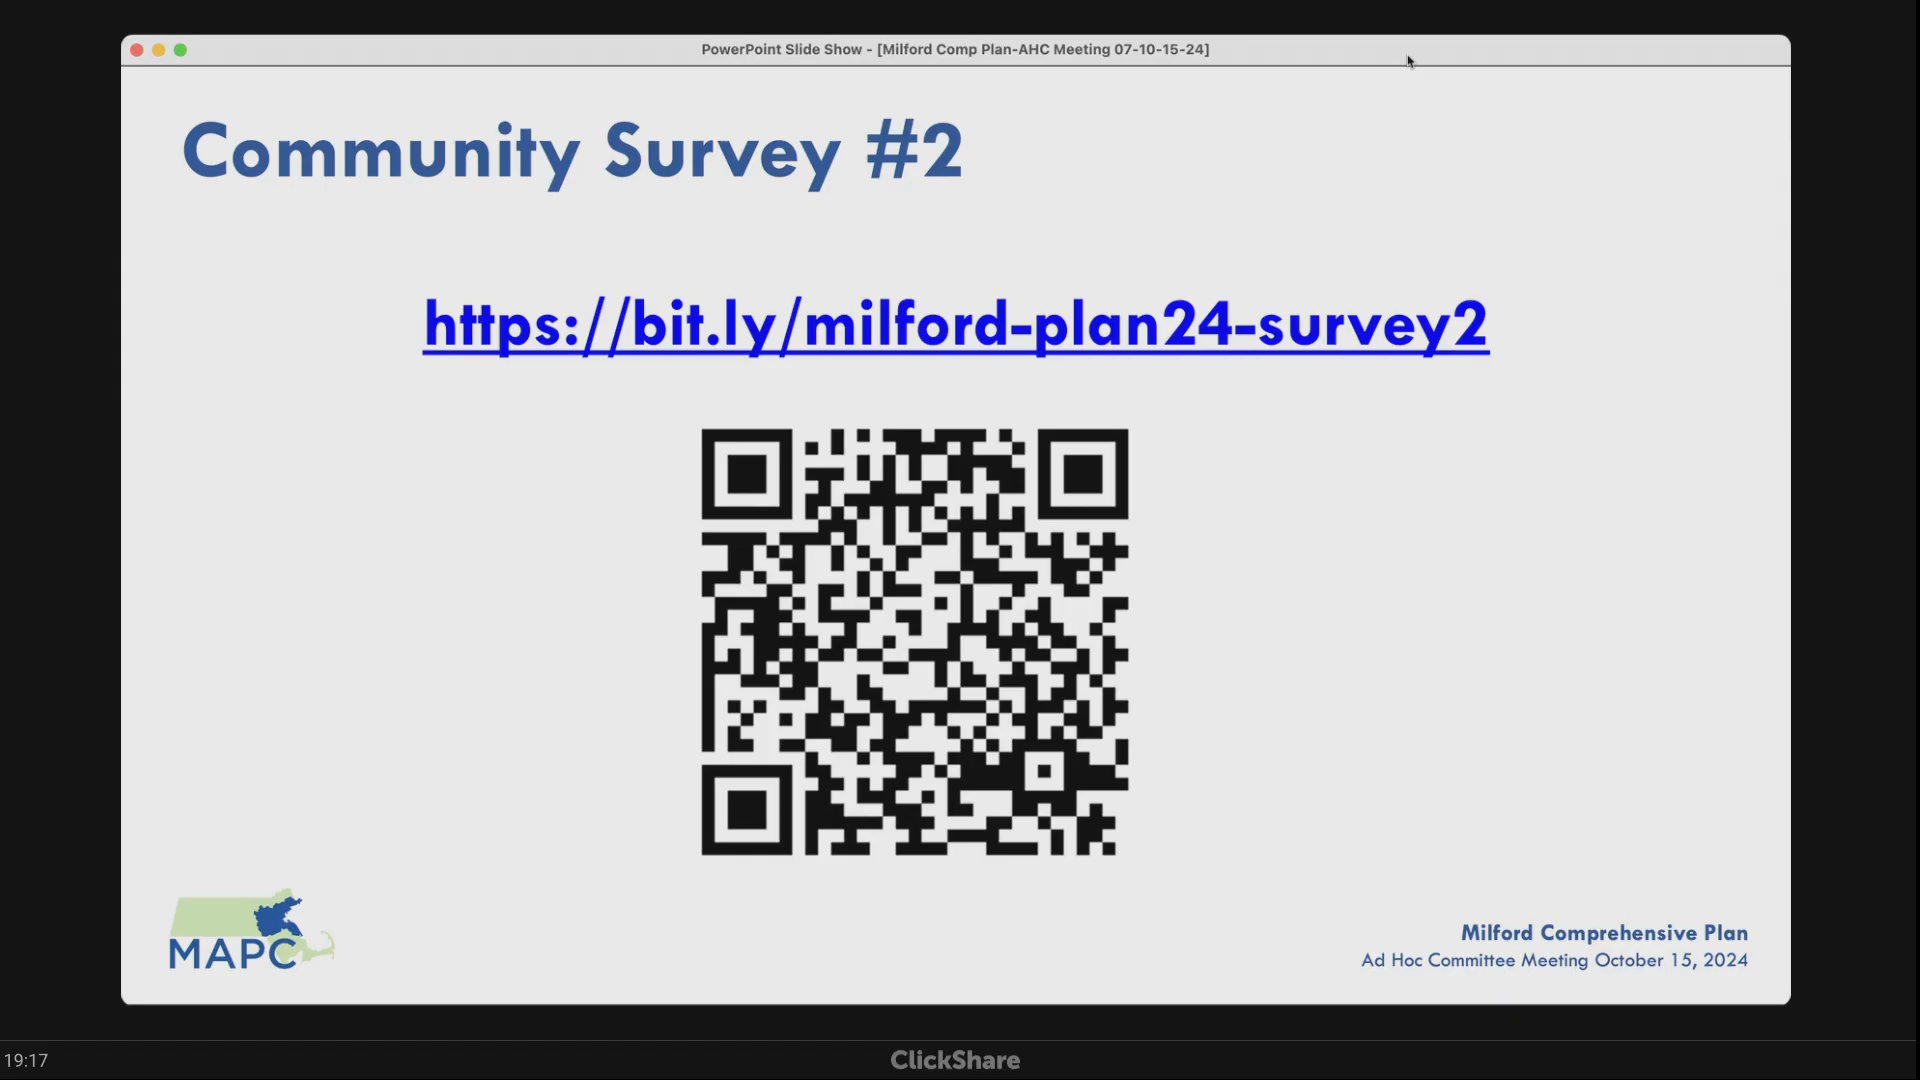 PowerPoint Slide Show - [Milford Comp Plan-AHC Meeting 07-10-15-24]
Community Survey #2
https://bit.ly/milford-plan24-survey2
MAPC
Milford Comprehensive Plan
Ad Hoc Committee Meeting October 15, 2024
19:17
ClickShare